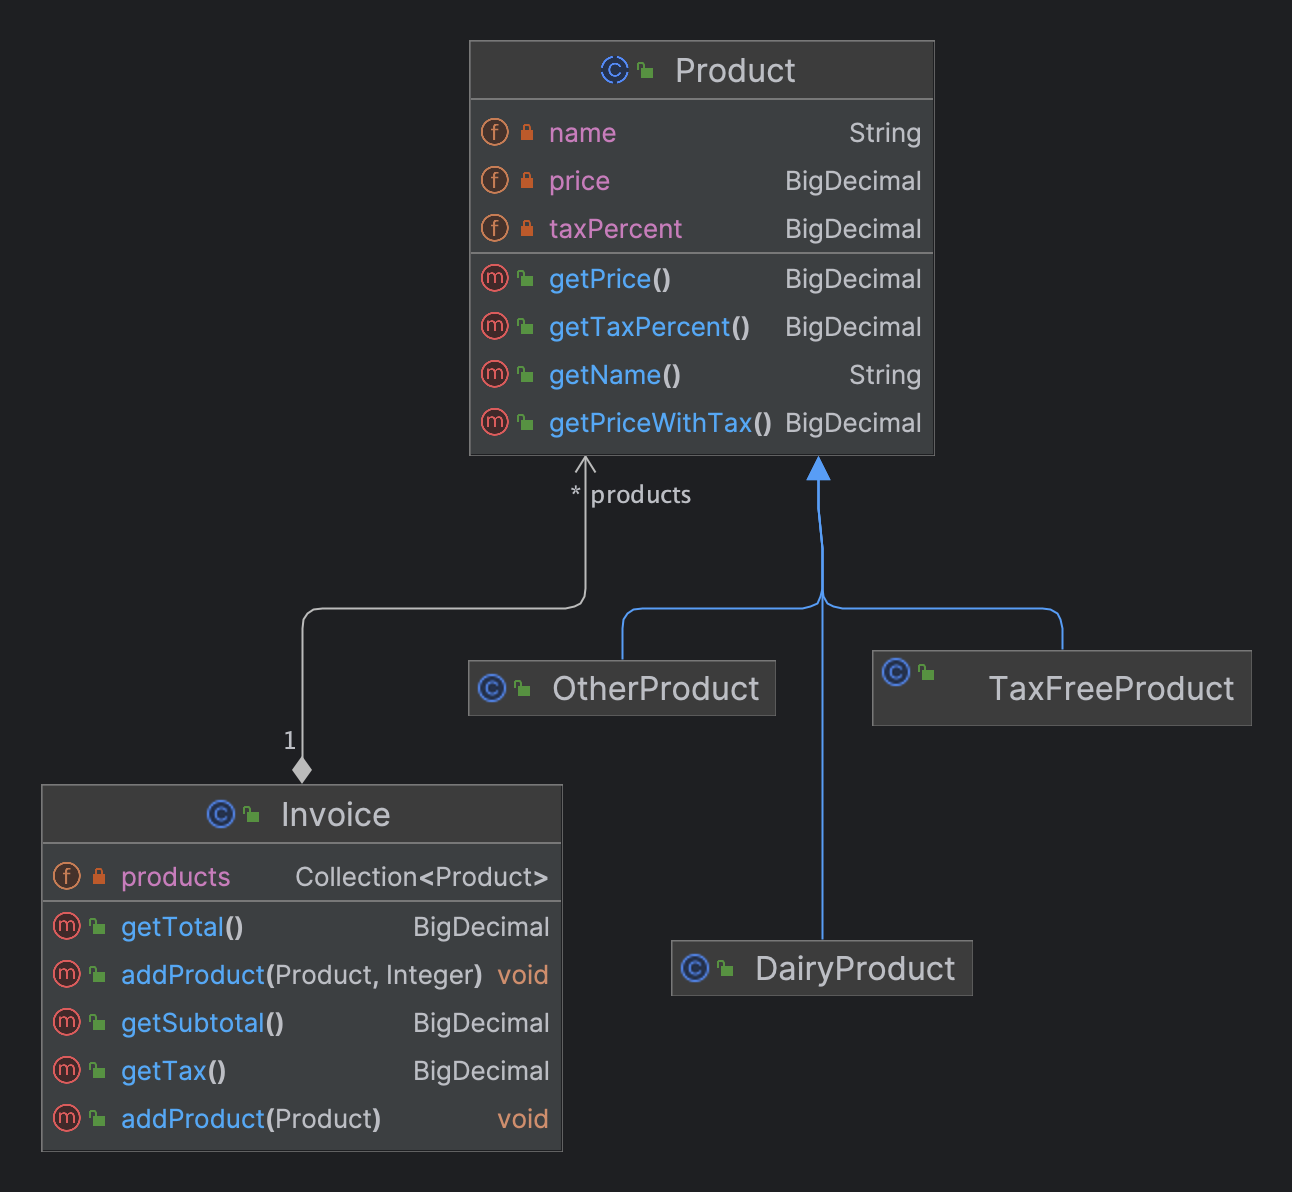 Product
name String
price BigDecimal
taxPercent BigDecimal
getPrice() BigDecimal
getTaxPercent() BigDecimal
getName() String
getPriceWithTax() BigDecimal
* products
OtherProduct
TaxFreeProduct
1
Invoice
products Collection<Product>
getTotal() BigDecimal
addProduct(Product, Integer) void
getSubtotal() BigDecimal
getTax() BigDecimal
addProduct(Product) void
DairyProduct